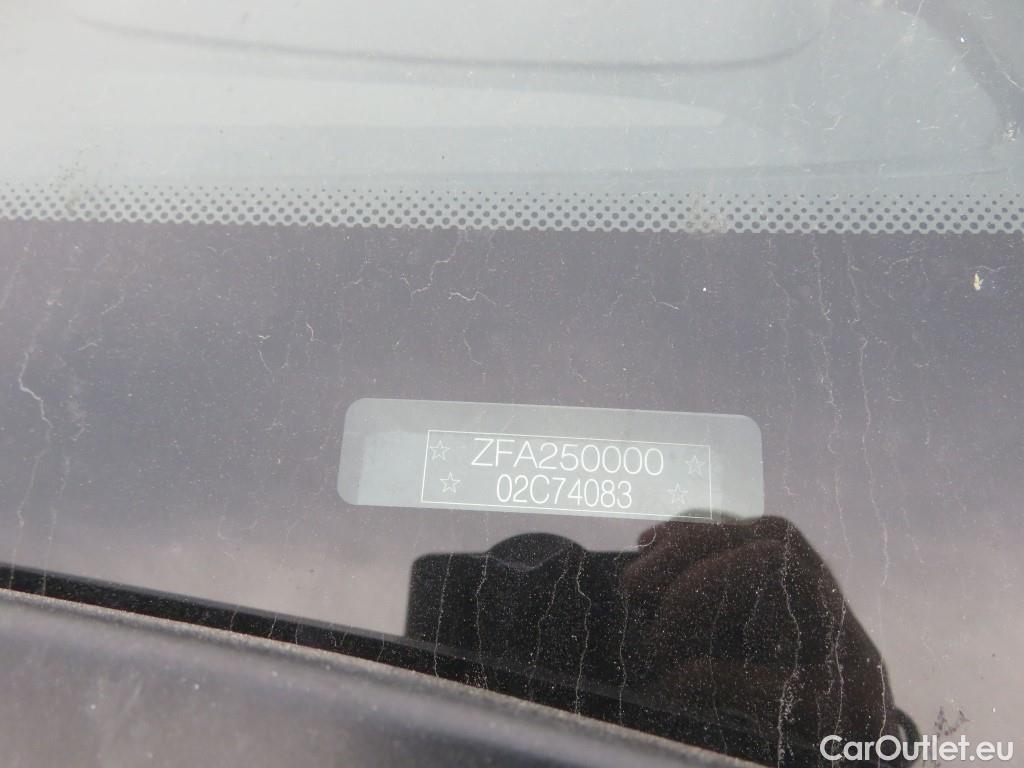 ☆ ZFA250000 ☆
☆ 02C74083 ☆
CarOutlet.eu